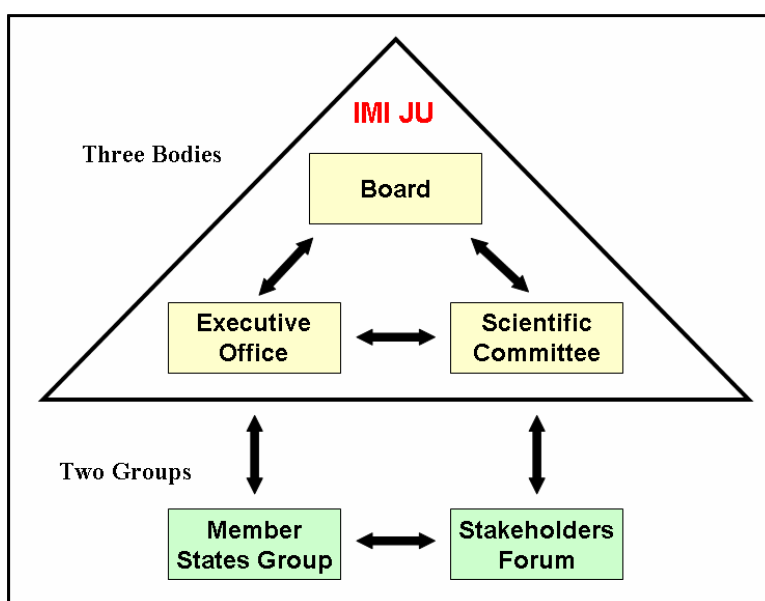 IMI JU
Three Bodies
Board
Executive
Office
Scientific
Committee
Two Groups
Member
States Group
Stakeholders
Forum